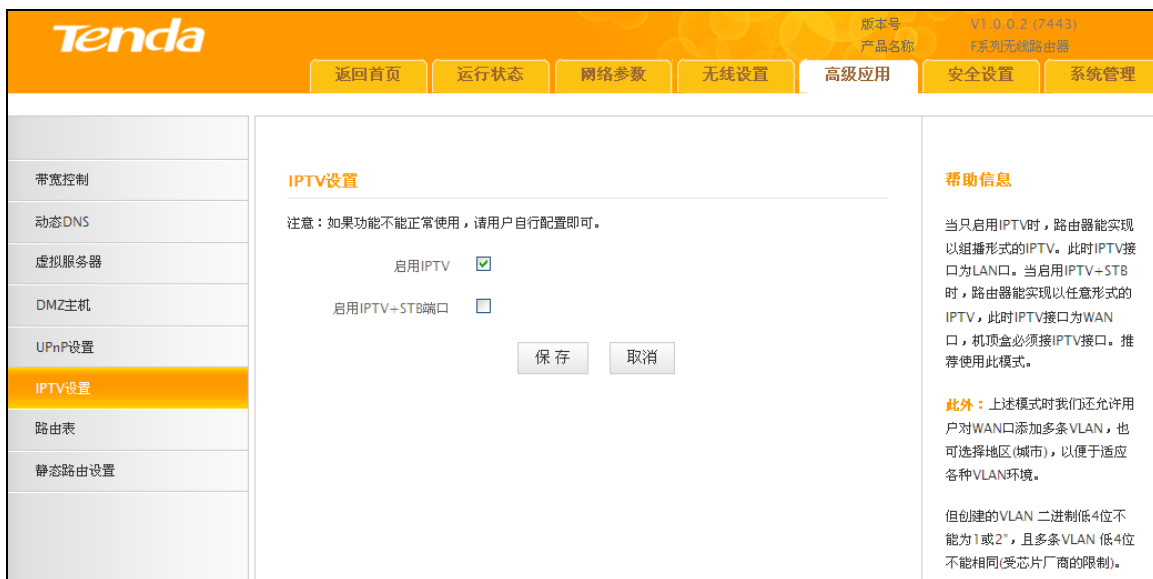 Tenda
版本号 V1.0.0.2 (7443)
产品名称 F系列无线路由器
返回首页 运行状态 网络参数 无线设置 高级应用 安全设置 系统管理
带宽控制
动态DNS
虚拟服务器
DMZ主机
UPnP设置
IPTV设置
路由表
静态路由设置
IPTV设置
注意：如果功能不能正常使用，请用户自行配置即可。
启用IPTV
启用IPTV+STB端口
保存 取消
帮助信息
当只启用IPTV时，路由器能实现
以组播形式的IPTV。此时IPTV接
口为LAN口。当启用IPTV+STB
时，路由器能实现以任意形式的
IPTV，此时IPTV接口为WAN
口，机顶盒必须接IPTV接口。推
荐使用此模式。
此外：上述模式时我们还允许用
户对WAN口添加多条VLAN，也
可选择地区(城市)，以便于适应
各种VLAN环境。
但创建的VLAN 二进制低4位不
能为1或2"，且多条VLAN 低4位
不能相同(受芯片厂商的限制)。